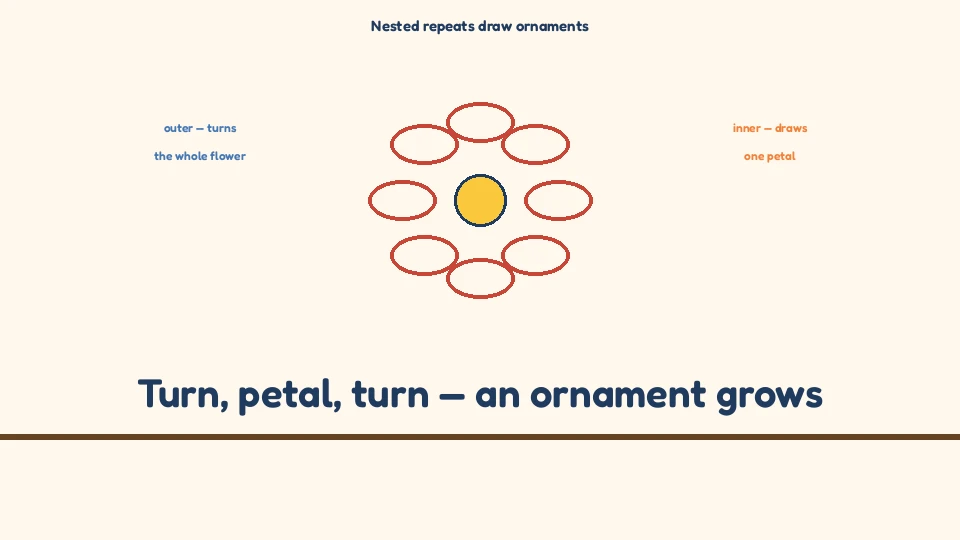 Nested repeats draw ornaments
outer – turns
the whole flower
inner – draws
one petal
Turn, petal, turn – an ornament grows